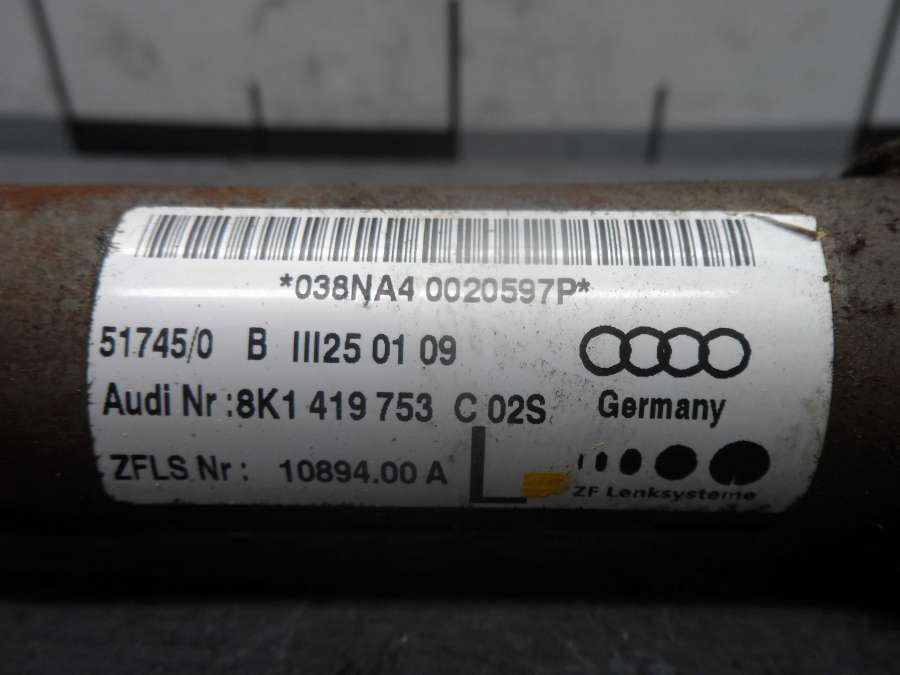 *038NA4 0020597P*
51745/0 B III25 01 09
Audi Nr :8K1 419 753 C 02S
Germany
ZFLS Nr : 10894.00 A
L
ZF Lenksysteme